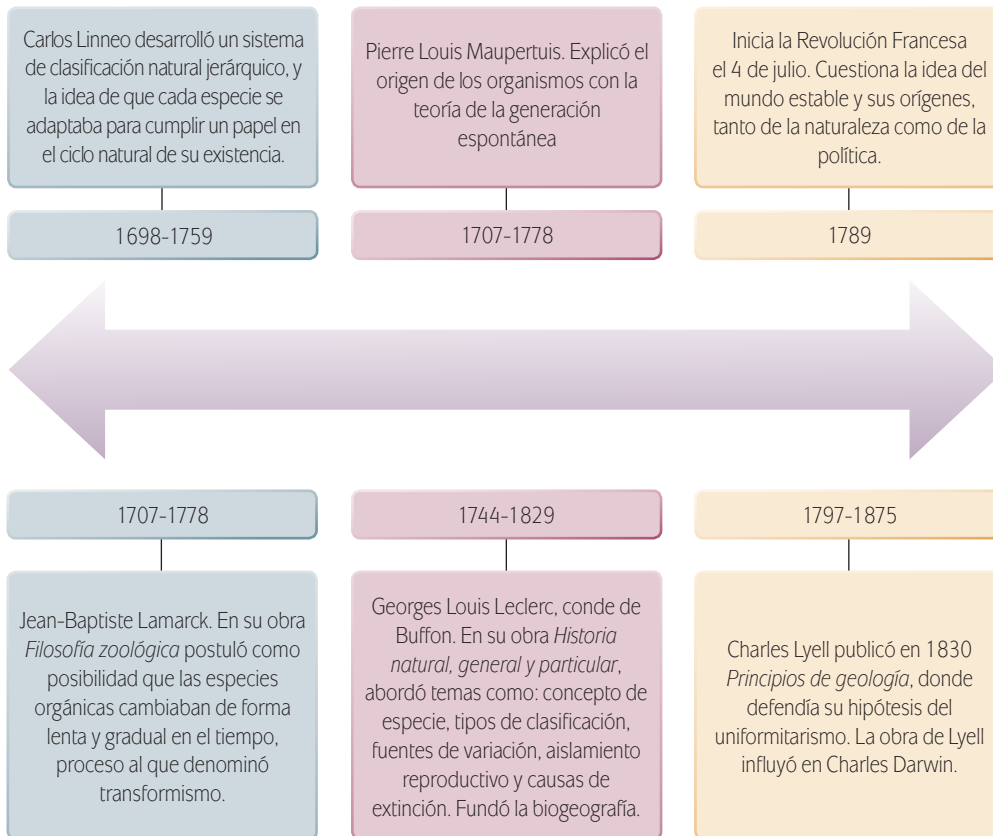 Carlos Linneo desarrolló un sistema
de clasificación natural jerárquico, y
la idea de que cada especie se
adaptaba para cumplir un papel en
el ciclo natural de su existencia.
1698-1759
Pierre Louis Maupertuis. Explicó el
origen de los organismos con la
teoría de la generación
espontánea
1707-1778
Inicia la Revolución Francesa
el 4 de julio. Cuestiona la idea del
mundo estable y sus orígenes,
tanto de la naturaleza como de la
política.
1789
1707-1778
Jean-Baptiste Lamarck. En su obra
Filosofía zoológica postuló como
posibilidad que las especies
orgánicas cambiaban de forma
lenta y gradual en el tiempo,
proceso al que denominó
transformismo.
1744-1829
Georges Louis Leclerc, conde de
Buffon. En su obra Historia
natural, general y particular,
abordó temas como: concepto de
especie, tipos de clasificación,
fuentes de variación, aislamiento
reproductivo y causas de
extinción. Fundó la biogeografía.
1797-1875
Charles Lyell publicó en 1830
Principios de geología, donde
defendía su hipótesis del
uniformitarismo. La obra de Lyell
influyó en Charles Darwin.